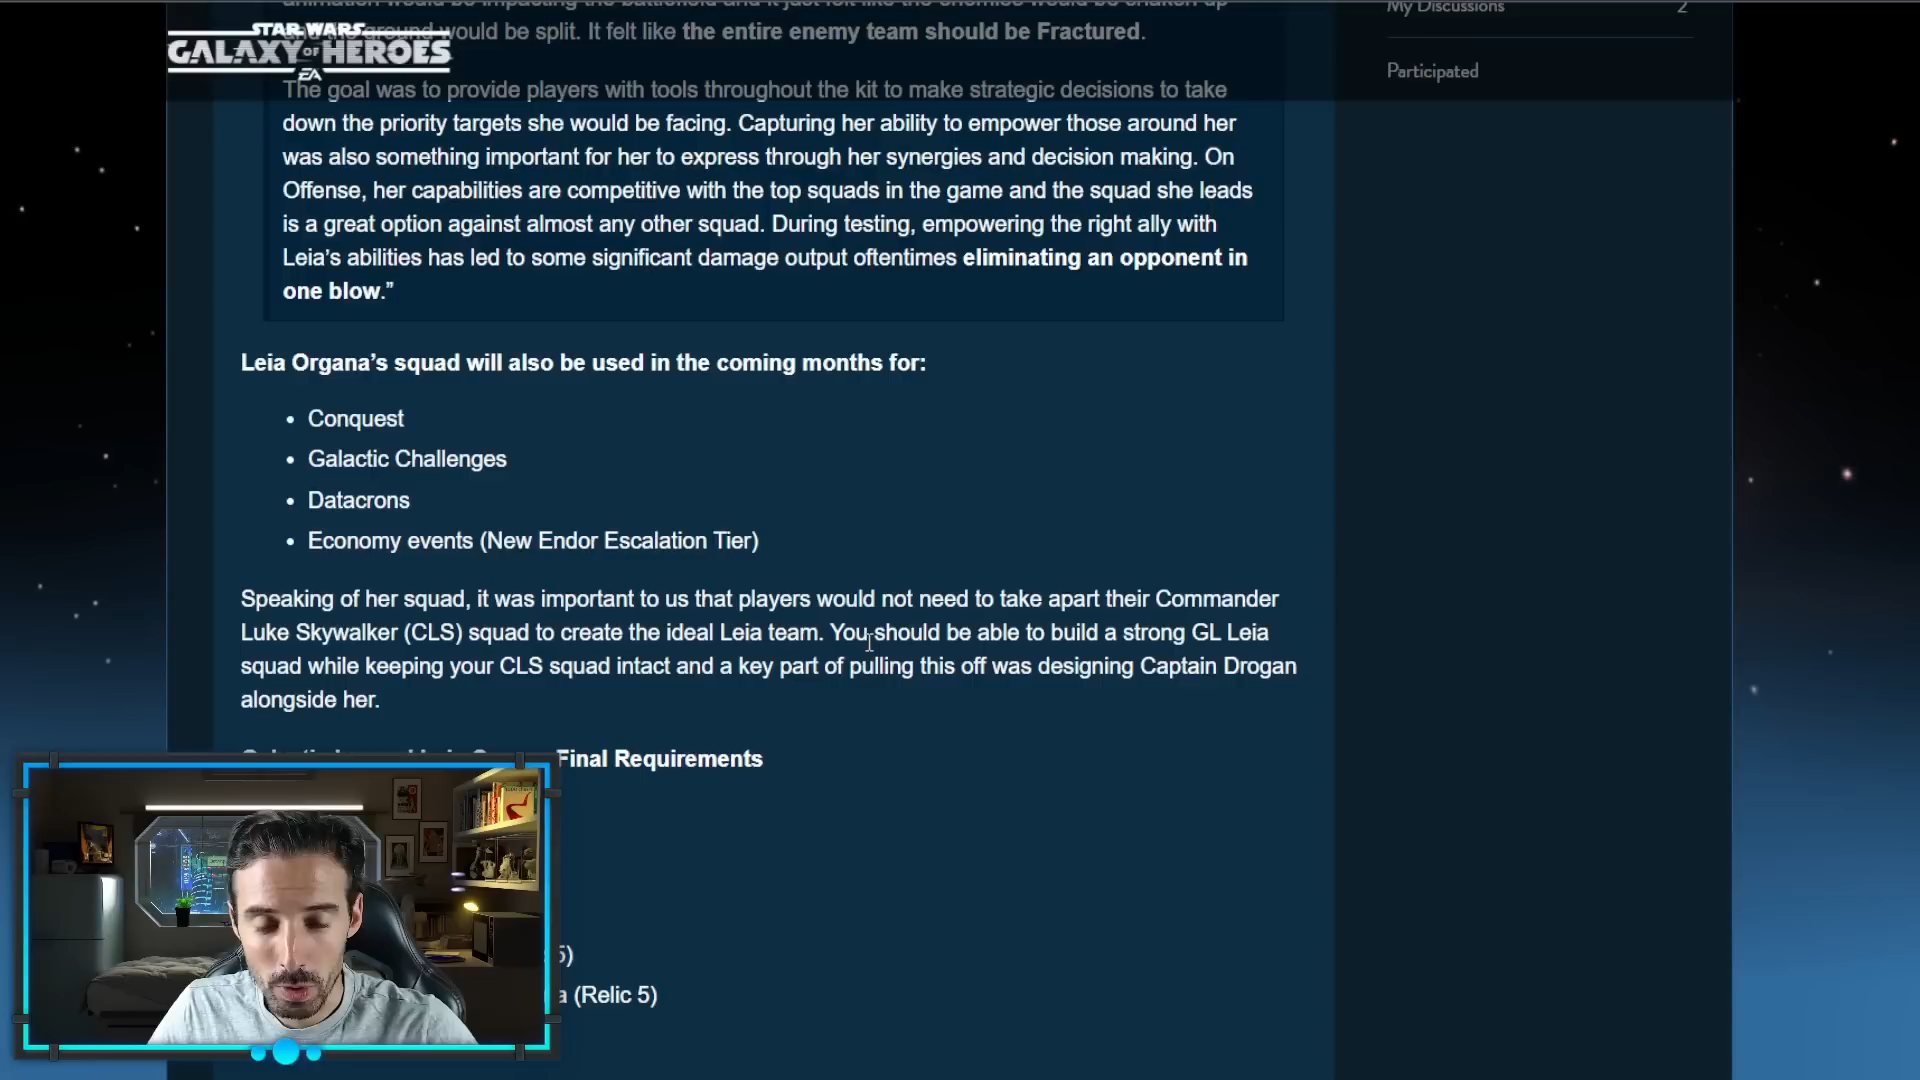 STAR WARS
GALAXY OF HEROES
EA
would be split. It felt like the entire enemy team should be Fractured.
The goal was to provide players with tools throughout the kit to make strategic decisions to take
down the priority targets she would be facing. Capturing her ability to empower those around her
was also something important for her to express through her synergies and decision making. On
Offense, her capabilities are competitive with the top squads in the game and the squad she leads
is a great option against almost any other squad. During testing, empowering the right ally with
Leia’s abilities has led to some significant damage output oftentimes eliminating an opponent in
one blow.”
Leia Organa’s squad will also be used in the coming months for:
• Conquest
• Galactic Challenges
• Datacrons
• Economy events (New Endor Escalation Tier)
Speaking of her squad, it was important to us that players would not need to take apart their Commander
Luke Skywalker (CLS) squad to create the ideal Leia team. You should be able to build a strong GL Leia
squad while keeping your CLS squad intact and a key part of pulling this off was designing Captain Drogan
alongside her.
Final Requirements
5)
a (Relic 5)
My Discussions 2
Participated